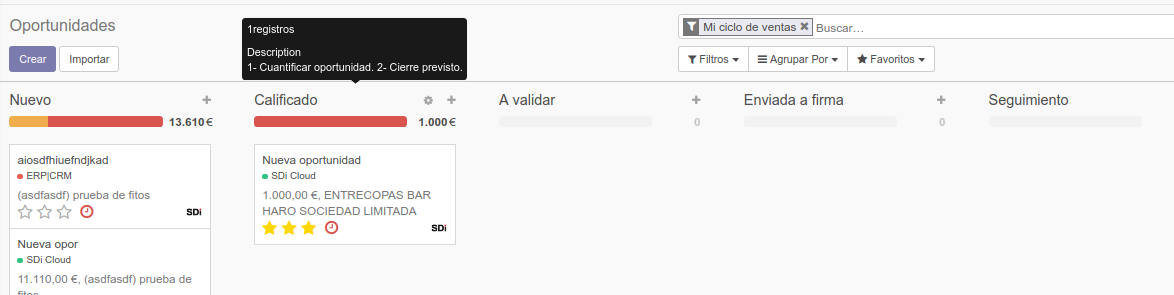 Oportunidades
Mi ciclo de ventas ✖ Buscar...
Crear Importar
Filtros Agrupar Por Favoritos
1registros
Description
1- Cuantificar oportunidad. 2- Cierre previsto.
Nuevo
13.610 €
aiosdfhiuefndjkad
ERP|CRM
(asdfasdf) prueba de fitos
SDi
Nueva opor
SDi Cloud
11.110,00 €, (asdfasdf) prueba de
Calificado
1.000 €
Nueva oportunidad
SDi Cloud
1.000,00 €, ENTRECOPAS BAR
HARO SOCIEDAD LIMITADA
SDi
A validar
0
Enviada a firma
0
Seguimiento